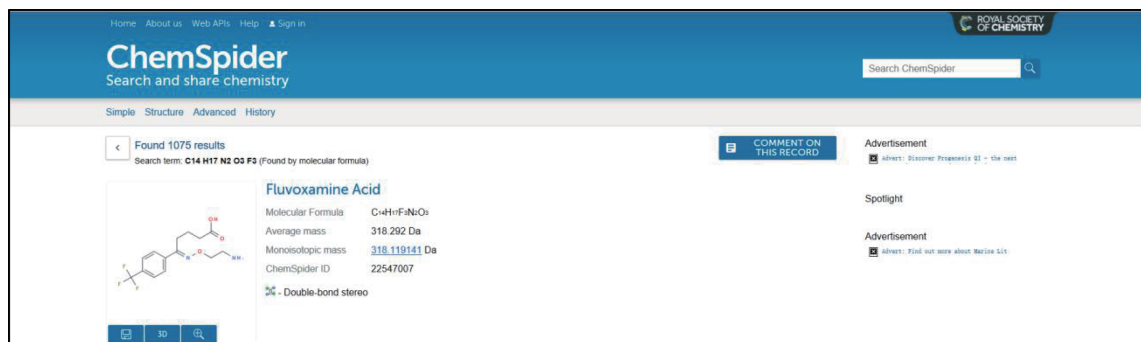 Home About us Web APIs Help Sign in
ROYAL SOCIETY
OF CHEMISTRY
ChemSpider
Search and share chemistry
Search ChemSpider
Simple Structure Advanced History
< Found 1075 results
Search term: C14 H17 N2 O3 F3 (Found by molecular formula)
COMMENT ON
THIS RECORD
Advertisement
Advert: Discover Progenesis QI - the next
Spotlight
Advertisement
Advert: Find out more about Marine Lit
Fluvoxamine Acid
Molecular Formula C₁₄H₁₇F₃N₂O₃
Average mass 318.292 Da
Monoisotopic mass 318.119141 Da
ChemSpider ID 22547007
- Double-bond stereo
OH
O
N O NH₂
F
F
F
3D